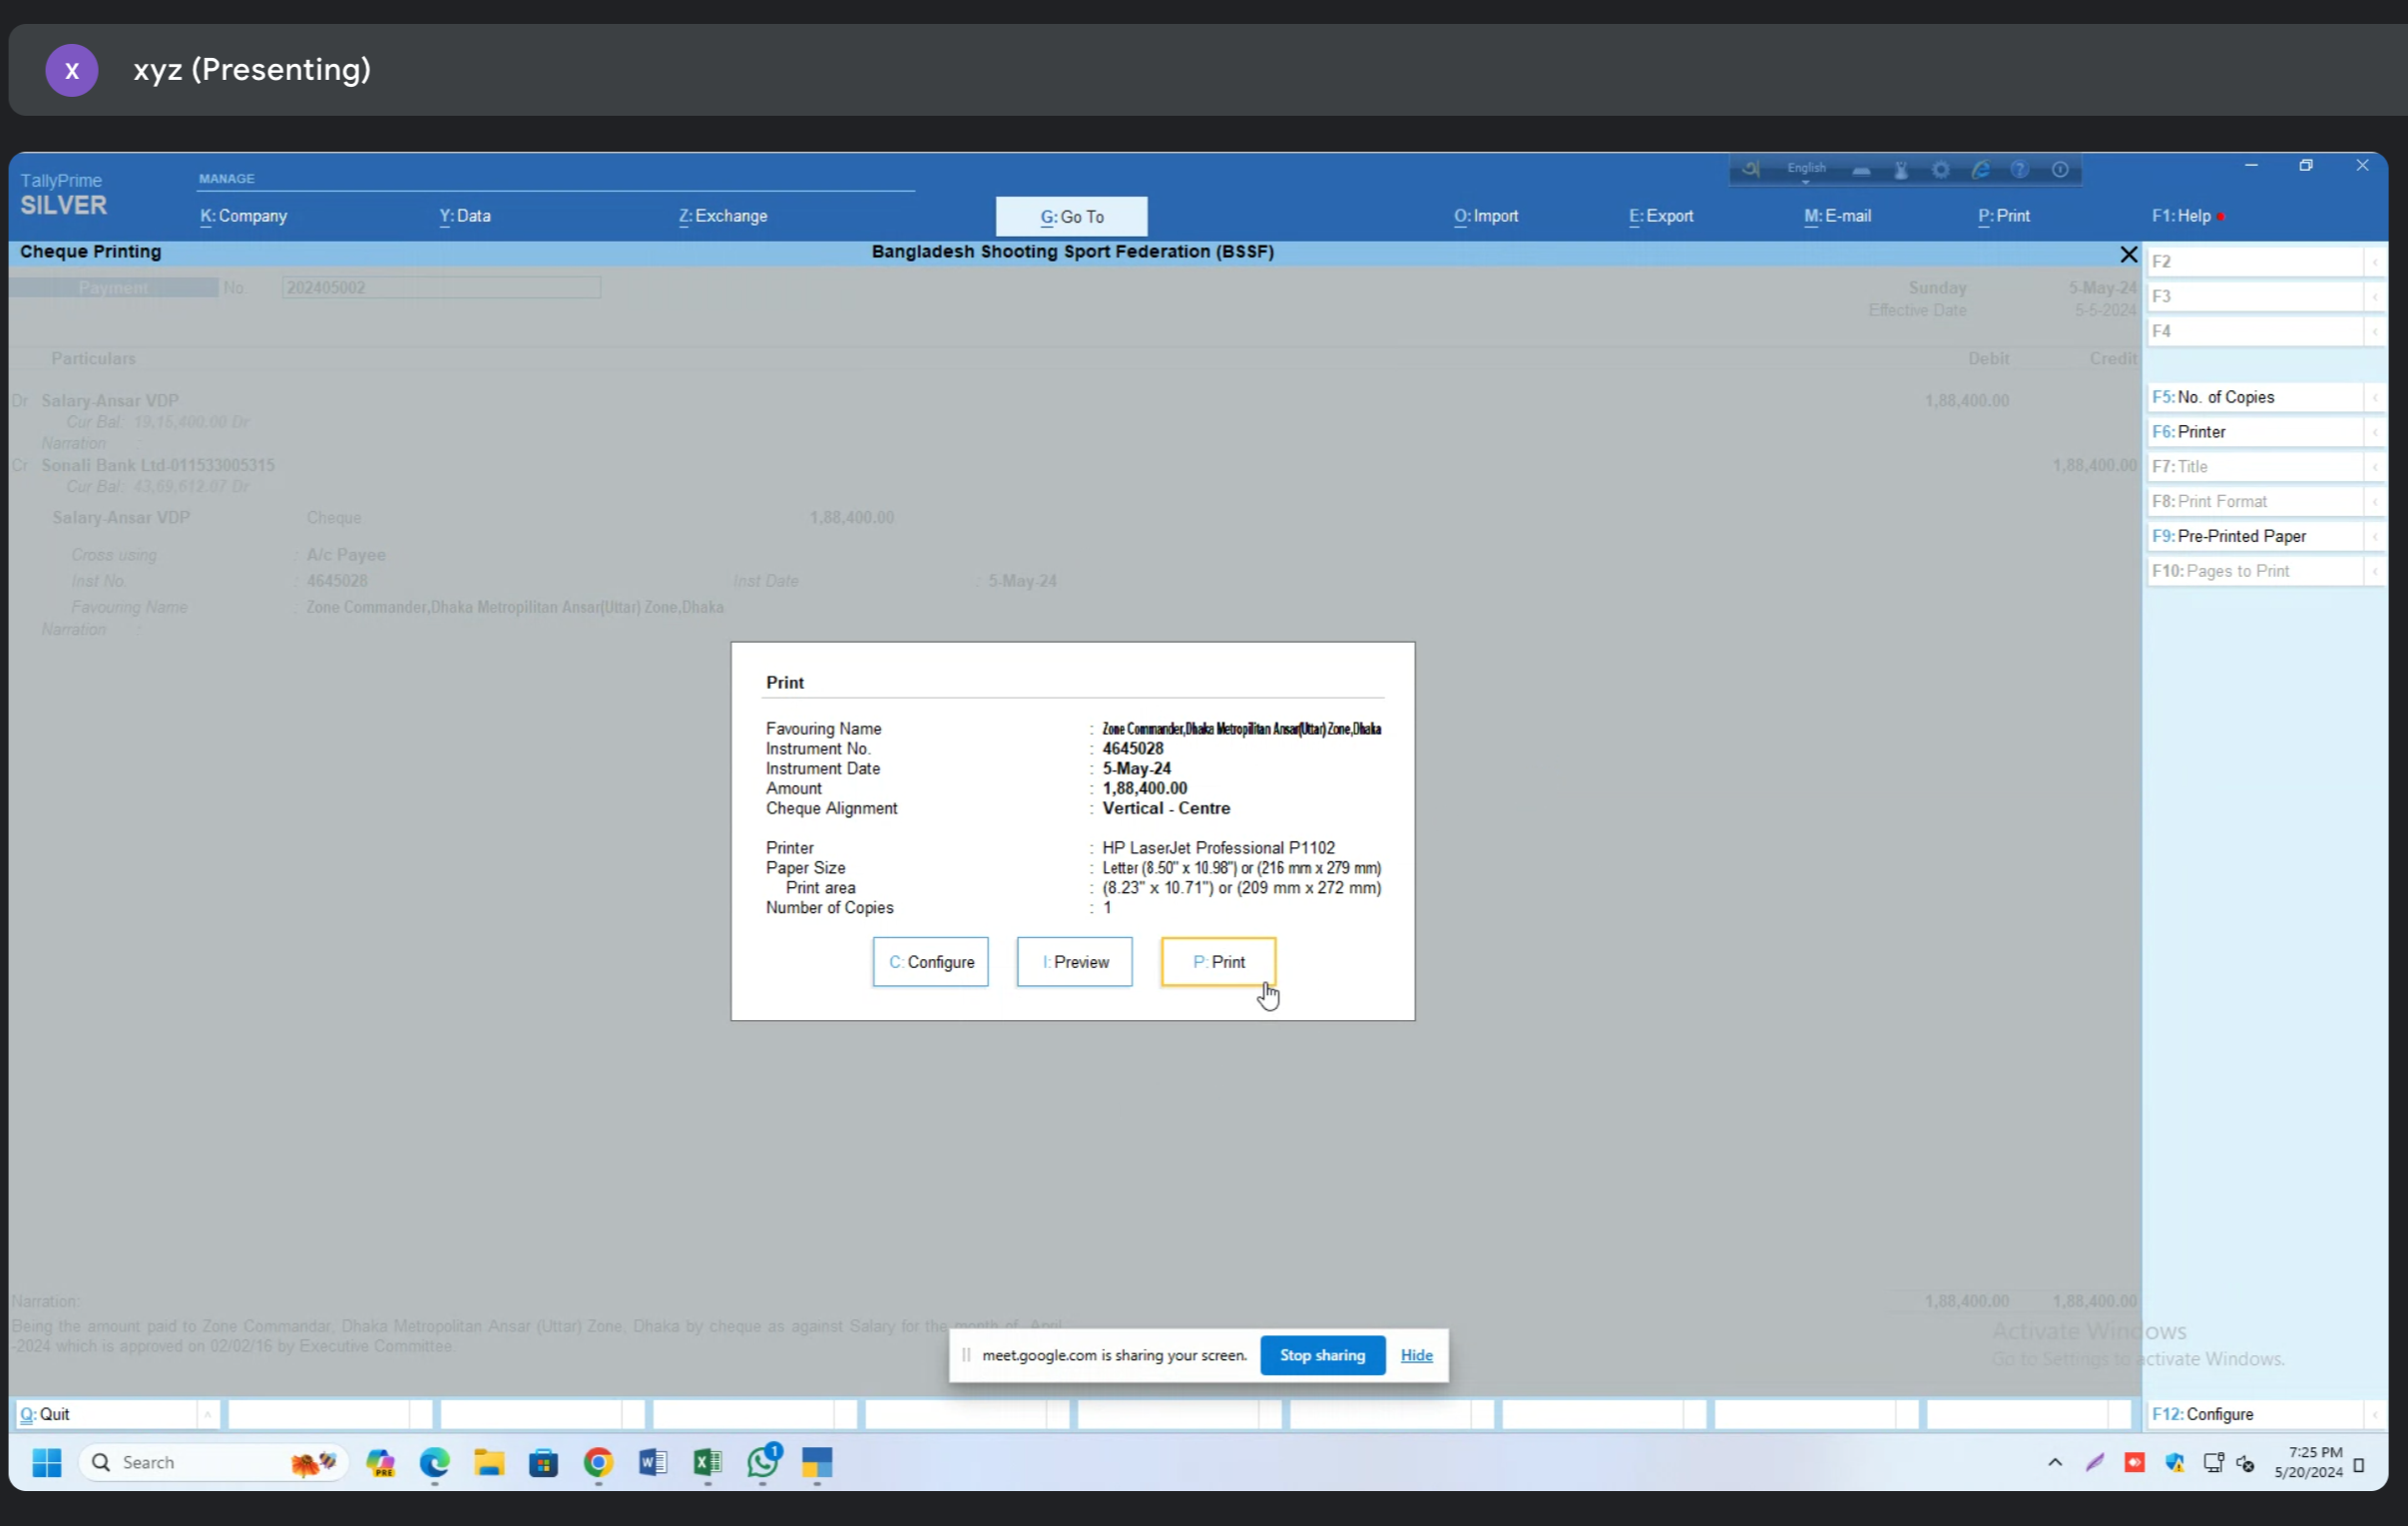 X xyz (Presenting)
TallyPrime
SILVER
MANAGE
English
K: Company Y: Data Z: Exchange G: Go To O: Import E: Export M: E-mail P: Print F1: Help
Cheque Printing Bangladesh Shooting Sport Federation (BSSF)
F2
Payment No. 202405002 Sunday 5-May-24
F3
Effective Date 5-5-2024
F4
Particulars Debit Credit
Dr Salary-Ansar VDP 1,88,400.00
F5: No. of Copies
Cur Bal: 19,15,400.00 Dr
F6: Printer
Narration :
Cr Sonali Bank Ltd-011533005315 1,88,400.00
F7: Title
Cur Bal: 43,69,612.07 Dr
F8: Print Format
Salary-Ansar VDP Cheque 1,88,400.00
F9: Pre-Printed Paper
Cross using : A/c Payee
F10: Pages to Print
Inst No. : 4645028 Inst Date : 5-May-24
Favouring Name : Zone Commander,Dhaka Metropilitan Ansar(Uttar) Zone,Dhaka
Narration :
Print
Favouring Name : Zone Commander,Dhaka Metropilitan Ansar(Uttar) Zone,Dhaka
Instrument No. : 4645028
Instrument Date : 5-May-24
Amount : 1,88,400.00
Cheque Alignment : Vertical - Centre
Printer : HP LaserJet Professional P1102
Paper Size : Letter (8.50" x 10.98") or (216 mm x 279 mm)
Print area : (8.23" x 10.71") or (209 mm x 272 mm)
Number of Copies : 1
C: Configure I: Preview P: Print
Narration: 1,88,400.00 1,88,400.00
Being the amount paid to Zone Commandar, Dhaka Metropolitan Ansar (Uttar) Zone, Dhaka by cheque as against Salary for the month of April
-2024 which is approved on 02/02/16 by Executive Committee.
Activate Windows
Go to Settings to activate Windows.
meet.google.com is sharing your screen. Stop sharing Hide
Q: Quit F12: Configure
Search PRE 1 7:25 PM
5/20/2024